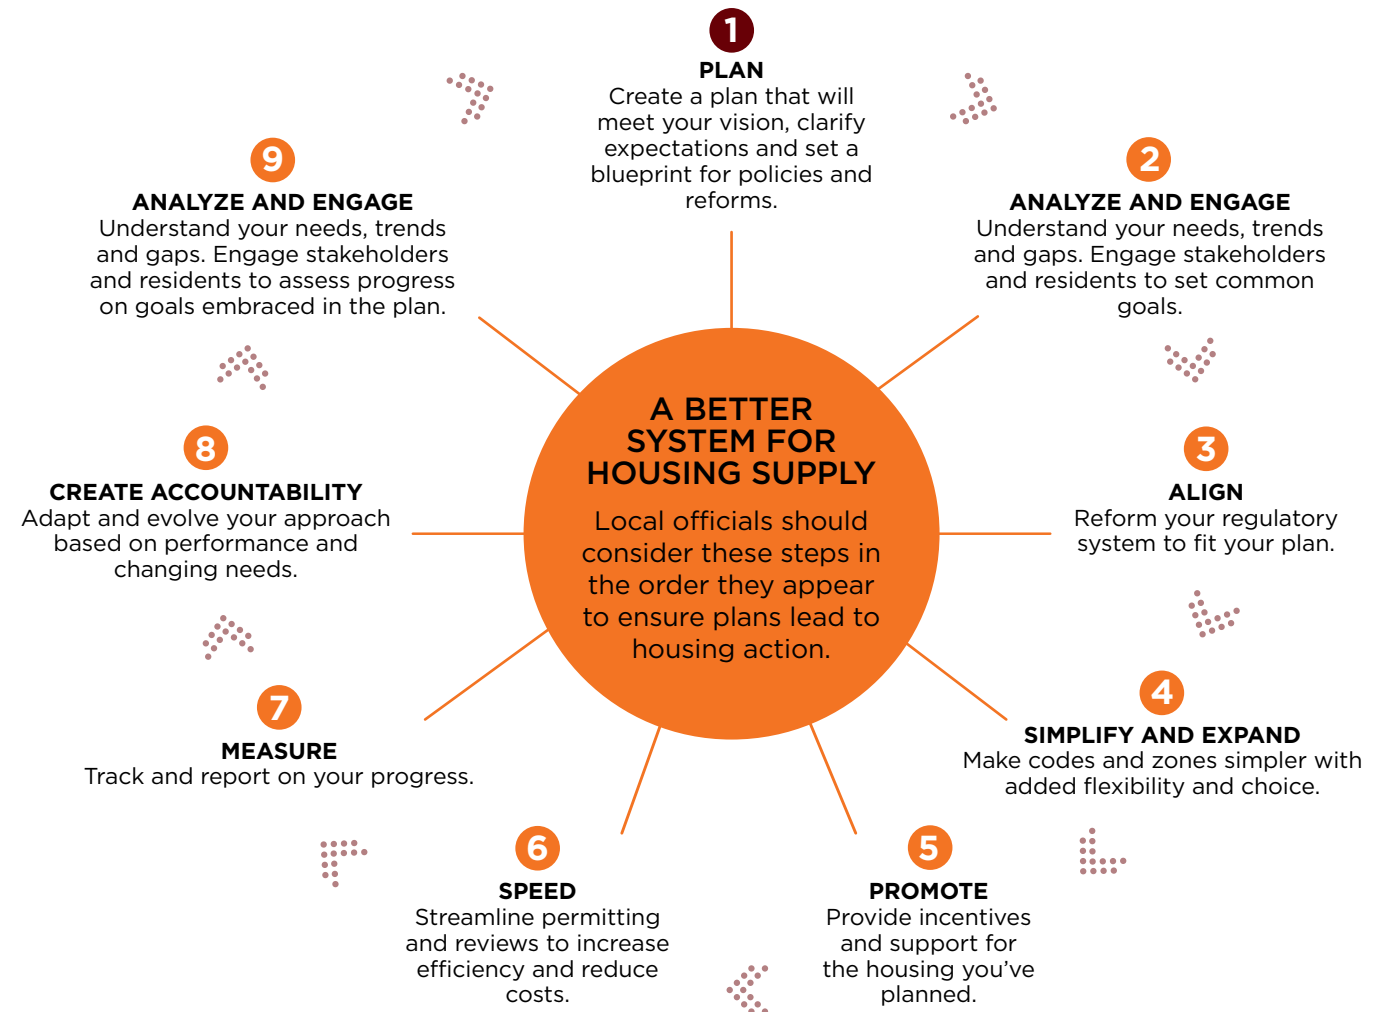 1
PLAN
Create a plan that will
meet your vision, clarify
expectations and set a
blueprint for policies and
reforms.
2
ANALYZE AND ENGAGE
Understand your needs, trends
and gaps. Engage stakeholders
and residents to set common
goals.
3
ALIGN
Reform your regulatory
system to fit your plan.
4
SIMPLIFY AND EXPAND
Make codes and zones simpler with
added flexibility and choice.
5
PROMOTE
Provide incentives
and support for
the housing you’ve
planned.
6
SPEED
Streamline permitting
and reviews to increase
efficiency and reduce
costs.
7
MEASURE
Track and report on your progress.
8
CREATE ACCOUNTABILITY
Adapt and evolve your approach
based on performance and
changing needs.
9
ANALYZE AND ENGAGE
Understand your needs, trends
and gaps. Engage stakeholders
and residents to assess progress
on goals embraced in the plan.
A BETTER
SYSTEM FOR
HOUSING SUPPLY
Local officials should
consider these steps in
the order they appear
to ensure plans lead to
housing action.